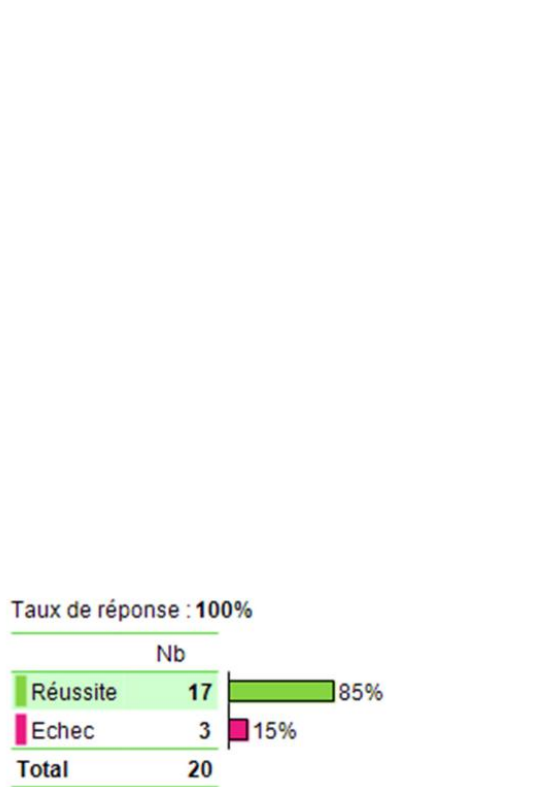 Taux de réponse : 100%
Nb
Réussite 17 85%
Echec 3 15%
Total 20